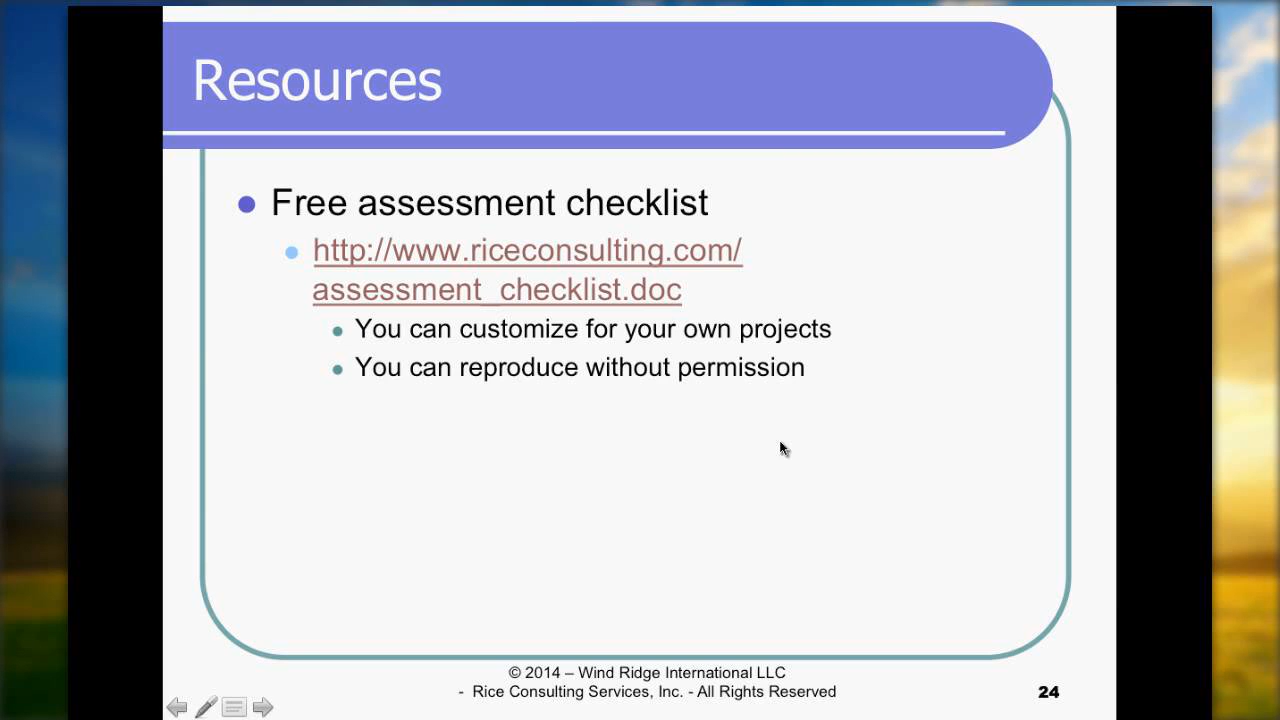 Resources
Free assessment checklist
http://www.riceconsulting.com/
assessment_checklist.doc
You can customize for your own projects
You can reproduce without permission
© 2014 – Wind Ridge International LLC
- Rice Consulting Services, Inc. - All Rights Reserved
24